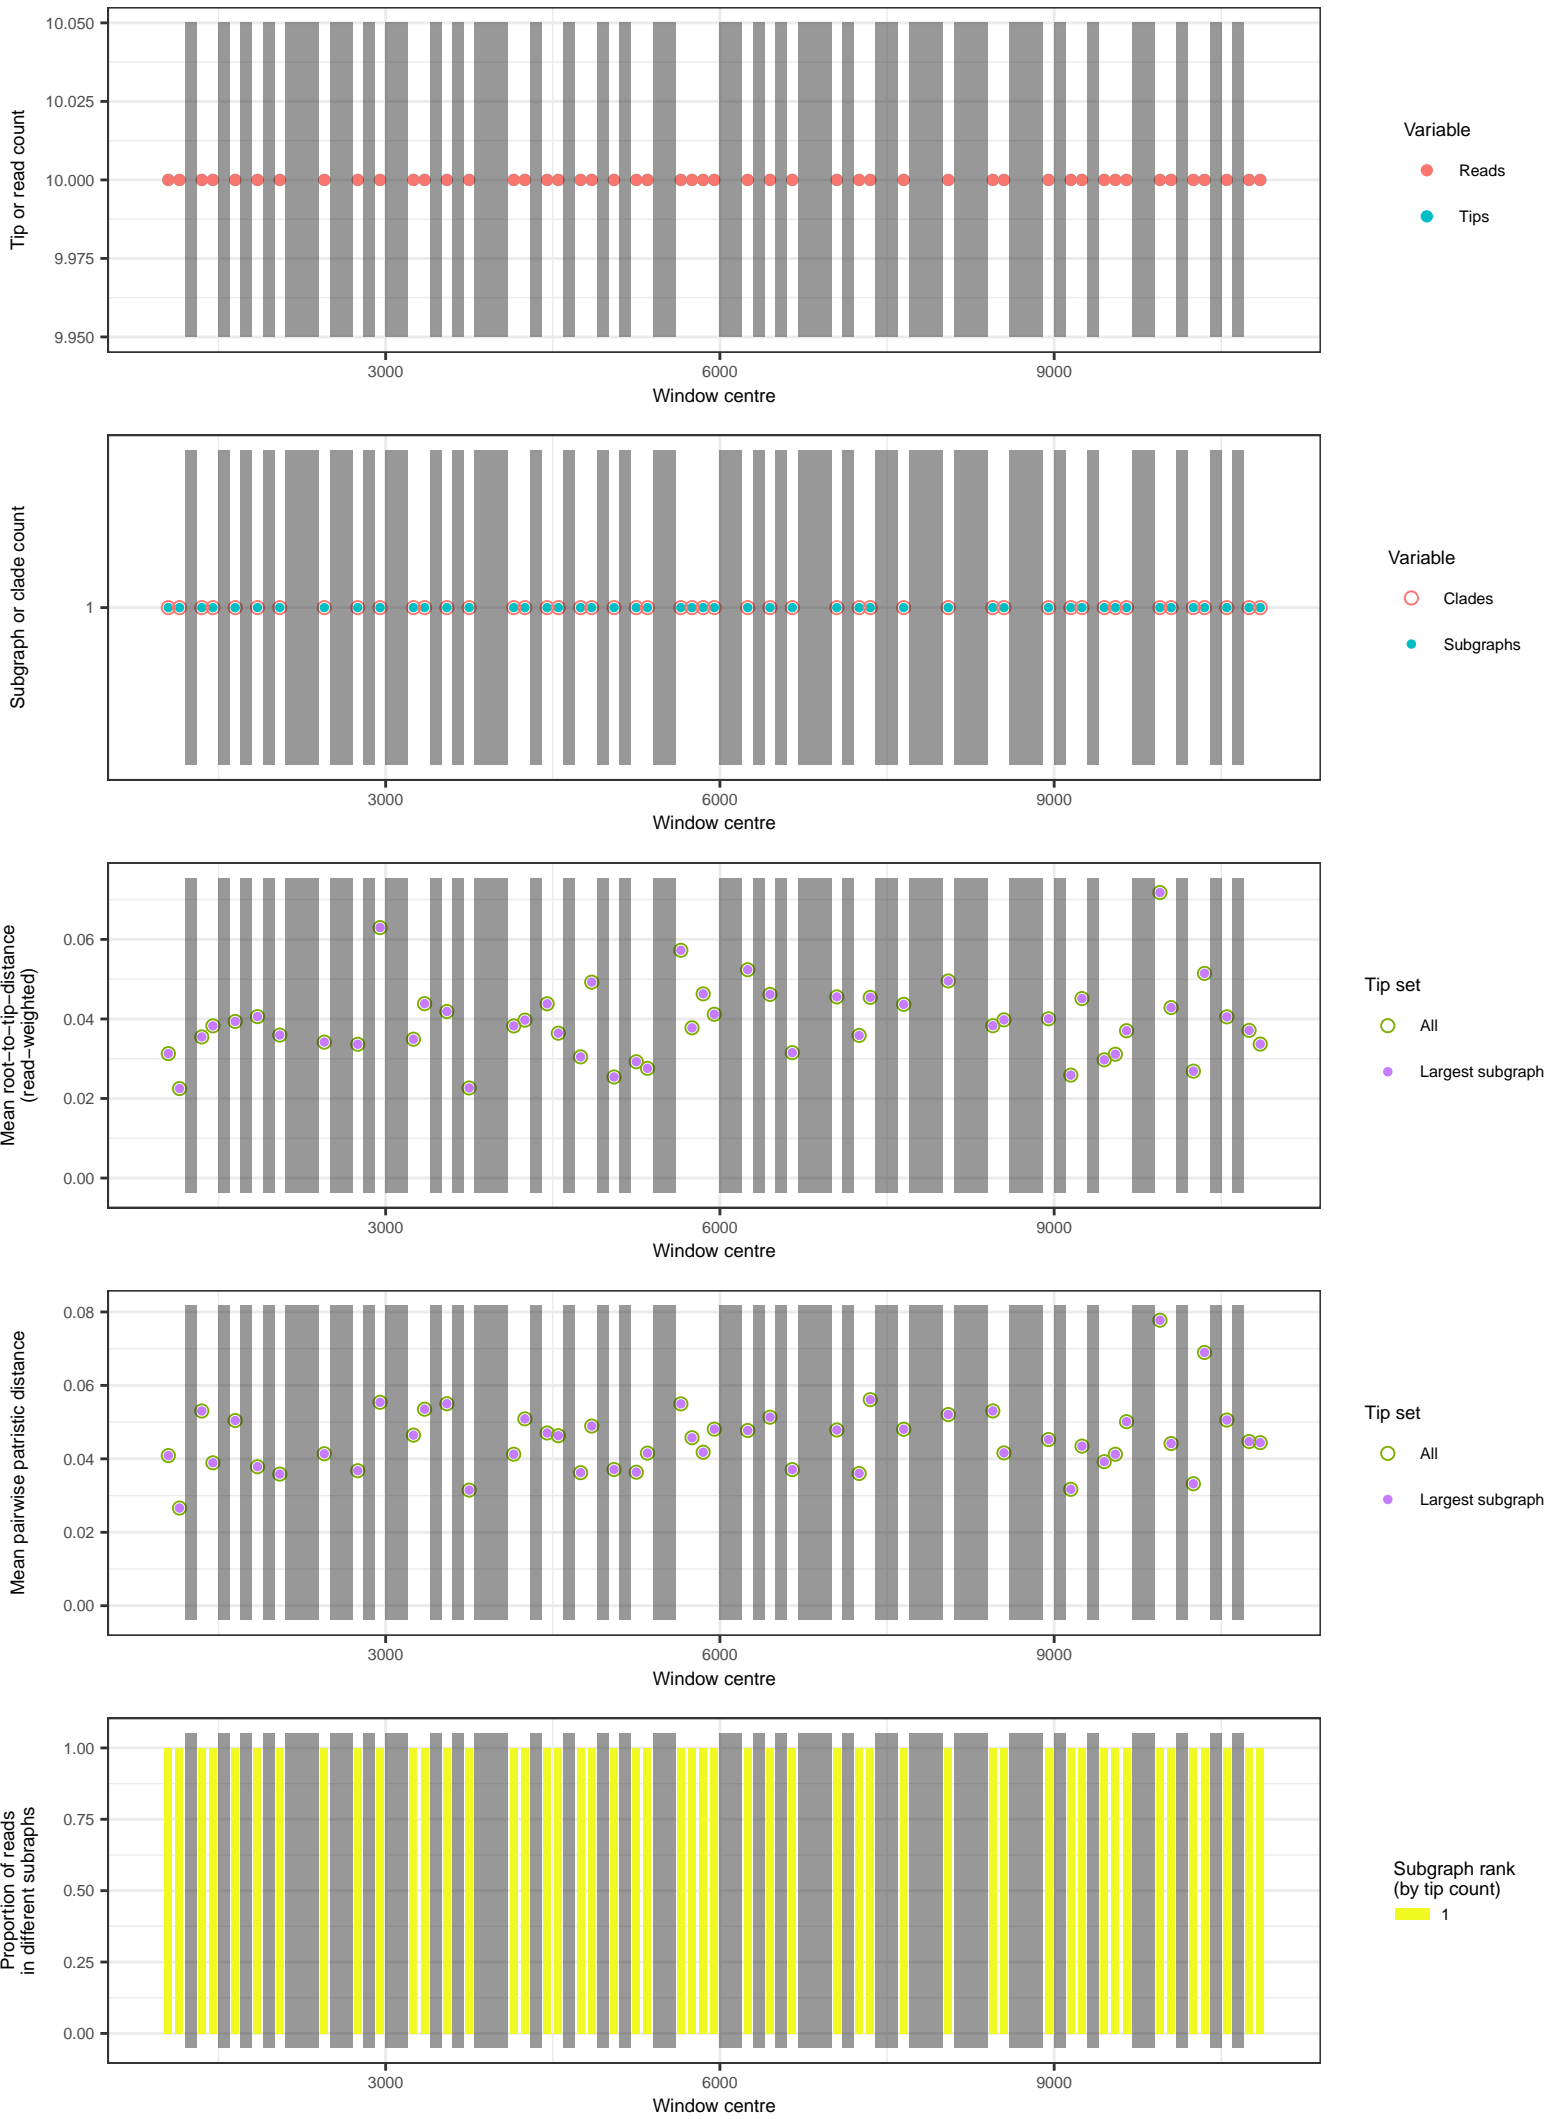 10.050
10.025
10.000
9.975
9.950
Tip or read count
3000 6000 9000
Window centre
Variable
Reads
Tips
1
Subgraph or clade count
3000 6000 9000
Window centre
Variable
Clades
Subgraphs
0.06
0.04
0.02
0.00
Mean root−to−tip−distance
(read−weighted)
3000 6000 9000
Window centre
Tip set
All
Largest subgraph
0.08
0.06
0.04
0.02
0.00
Mean pairwise patristic distance
3000 6000 9000
Window centre
Tip set
All
Largest subgraph
1.00
0.75
0.50
0.25
0.00
Proportion of reads
in different subraphs
3000 6000 9000
Window centre
Subgraph rank
(by tip count)
1